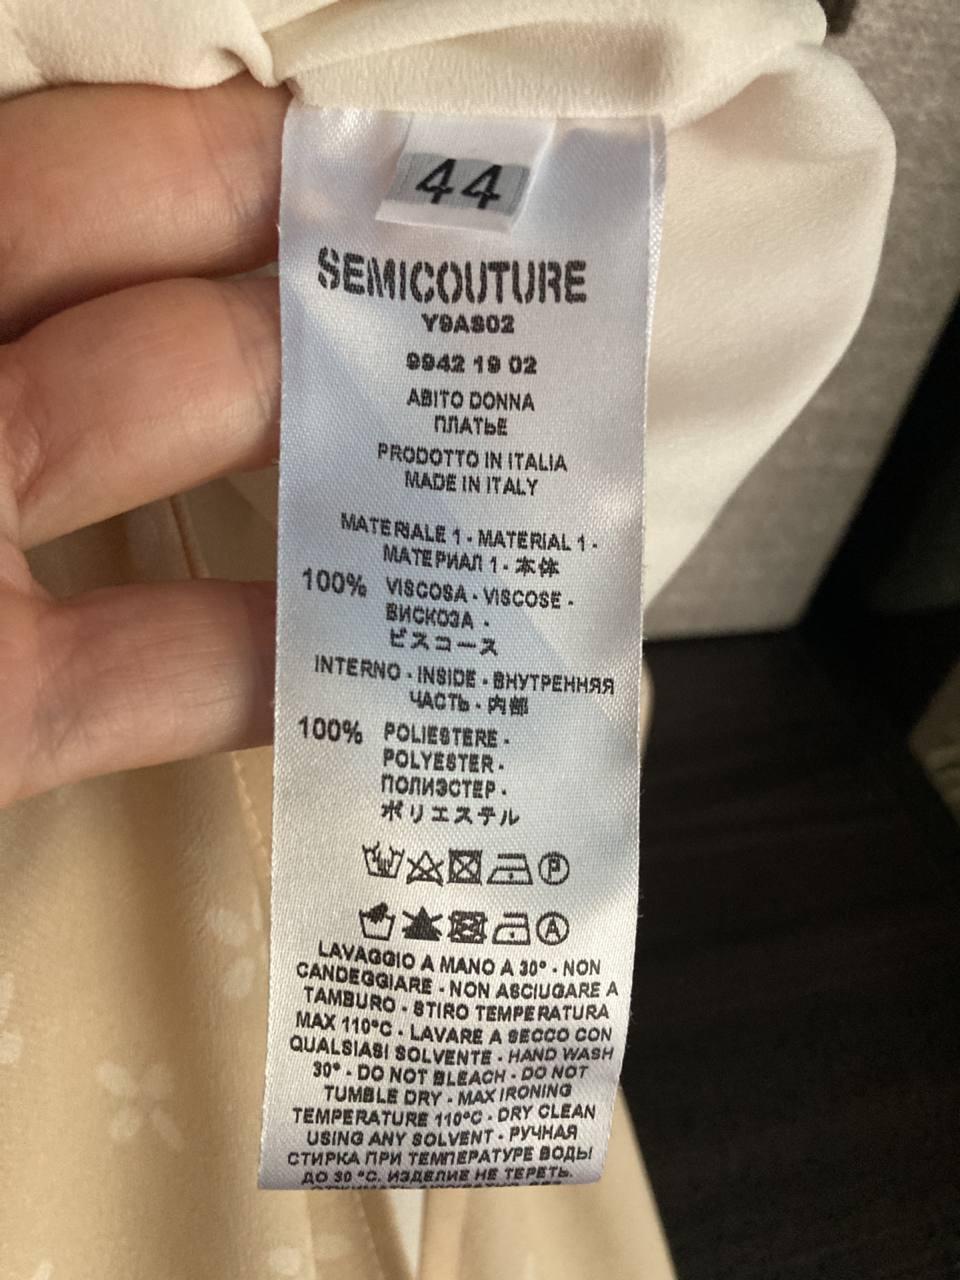 44
SEMICOUTURE
Y9AS02
9942 19 02
ABITO DONNA
ПЛАТЬЕ
PRODOTTO IN ITALIA
MADE IN ITALY
MATERIALE 1 - MATERIAL 1 -
МАТЕРИАЛ 1 - 本体
100% VISCOSA - VISCOSE -
ВИСКОЗА -
ビスコース
INTERNO - INSIDE - ВНУТРЕННЯЯ
ЧАСТЬ - 内部
100% POLIESTERE -
POLYESTER -
ПОЛИЭСТЕР -
ポリエステル
P
A
LAVAGGIO A MANO A 30° - NON
CANDEGGIARE - NON ASCIUGARE A
TAMBURO - STIRO TEMPERATURA
MAX 110°C - LAVARE A SECCO CON
QUALSIASI SOLVENTE - HAND WASH
30° - DO NOT BLEACH - DO NOT
TUMBLE DRY - MAX IRONING
TEMPERATURE 110°C - DRY CLEAN
USING ANY SOLVENT - РУЧНАЯ
СТИРКА ПРИ ТЕМПЕРАТУРЕ ВОДЫ
ДО 30 °C. ИЗДЕЛИЕ НЕ ТЕРЕТЬ.